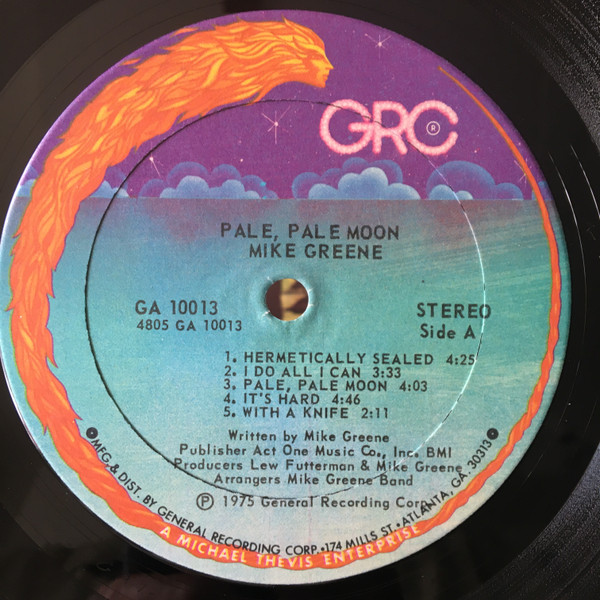 GRC ®
PALE, PALE MOON
MIKE GREENE
GA 10013
4805 GA 10013
STEREO
Side A
1. HERMETICALLY SEALED 4:25
2. I DO ALL I CAN 3:33
3. PALE, PALE MOON 4:03
4. IT'S HARD 4:46
5. WITH A KNIFE 2:11
Written by Mike Greene
Publisher Act One Music Co., Inc. BMI
Producers Lew Futterman & Mike Greene
Arrangers Mike Greene Band
℗ 1975 General Recording Corp.
MFG. & DIST. BY GENERAL RECORDING CORP. • 174 MILLS ST. • ATLANTA, GA. 30313
A MICHAEL THEVIS ENTERPRISE